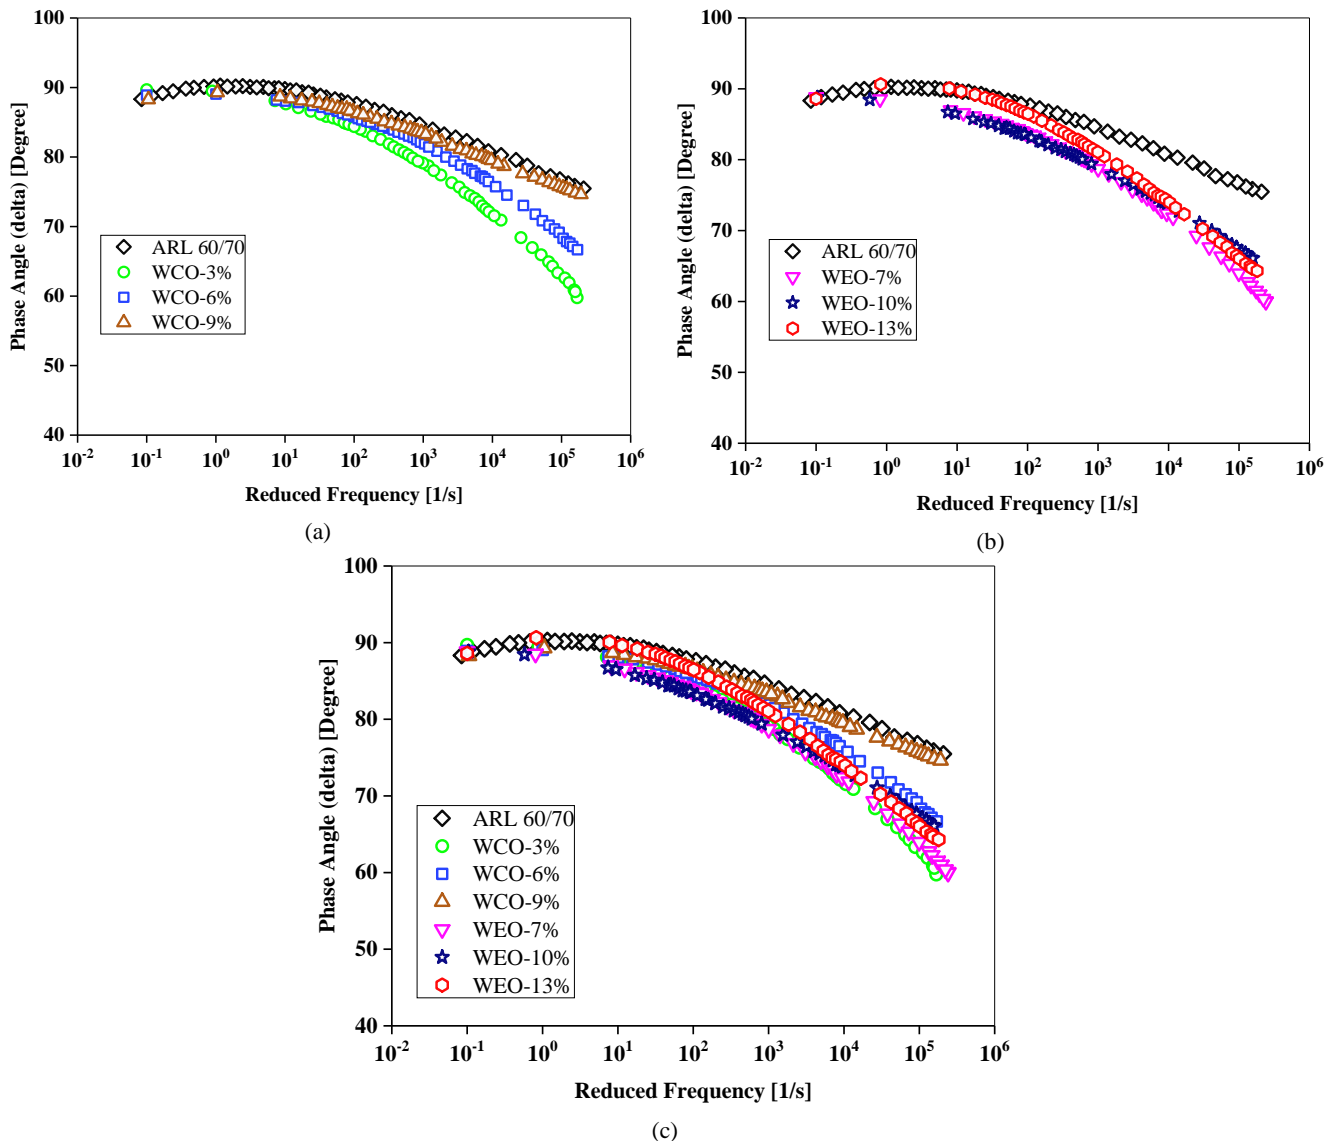 100
90
80
70
60
50
40
Phase Angle (delta) [Degree]
ARL 60/70
WCO-3%
WCO-6%
WCO-9%
10-2 10-1 100 101 102 103 104 105 106
Reduced Frequency [1/s]
(a)
100
90
80
70
60
50
40
Phase Angle (delta) [Degree]
ARL 60/70
WEO-7%
WEO-10%
WEO-13%
10-2 10-1 100 101 102 103 104 105 106
Reduced Frequency [1/s]
(b)
100
90
80
70
60
50
40
Phase Angle (delta) [Degree]
ARL 60/70
WCO-3%
WCO-6%
WCO-9%
WEO-7%
WEO-10%
WEO-13%
10-2 10-1 100 101 102 103 104 105 106
Reduced Frequency [1/s]
(c)